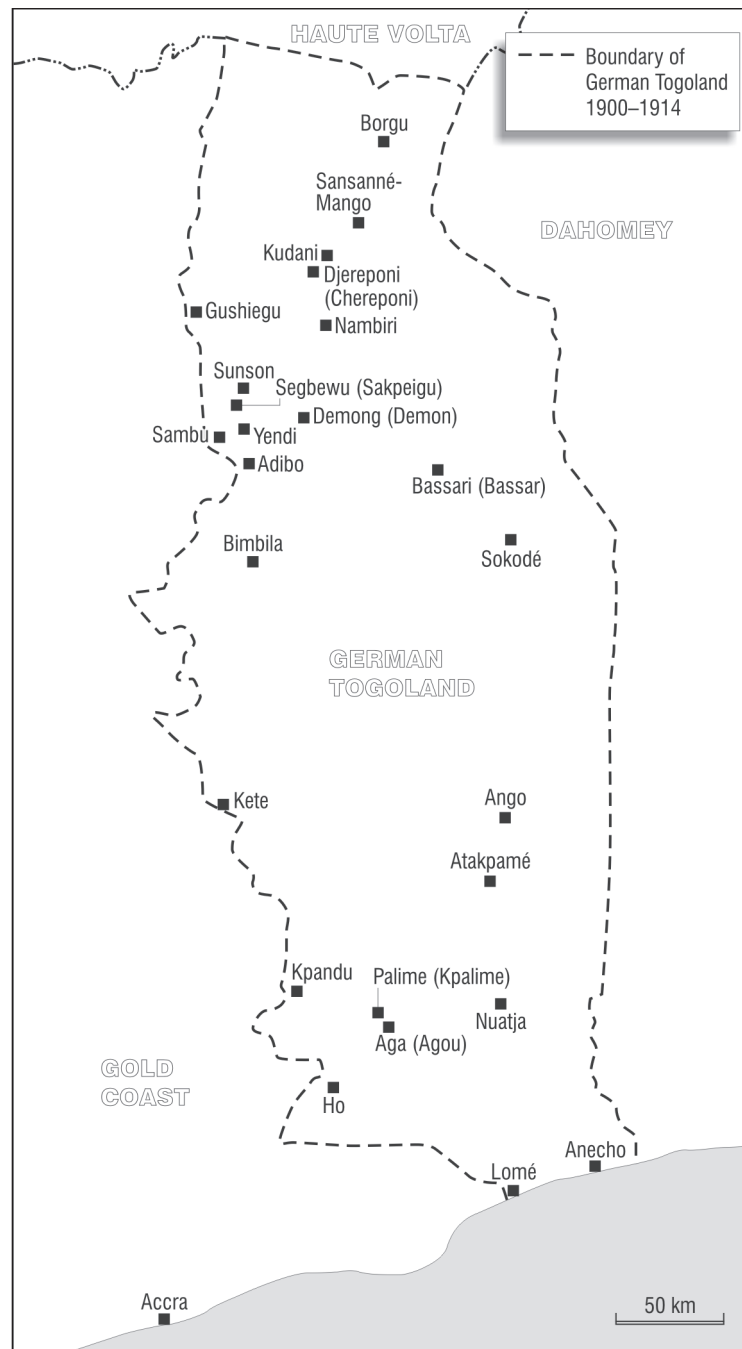 HAUTE VOLTA
Boundary of
German Togoland
1900–1914
Borgu
Sansanné-
Mango
DAHOMEY
Kudani
Djereponi
(Chereponi)
Gushiegu
Nambiri
Sunson
Segbewu (Sakpeigu)
Demong (Demon)
Sambu
Yendi
Adibo
Bassari (Bassar)
Bimbila
Sokodé
GERMAN
TOGOLAND
Kete
Ango
Atakpamé
Kpandu
Palime (Kpalime)
Nuatja
Aga (Agou)
GOLD
COAST
Ho
Anecho
Lomé
Accra
50 km